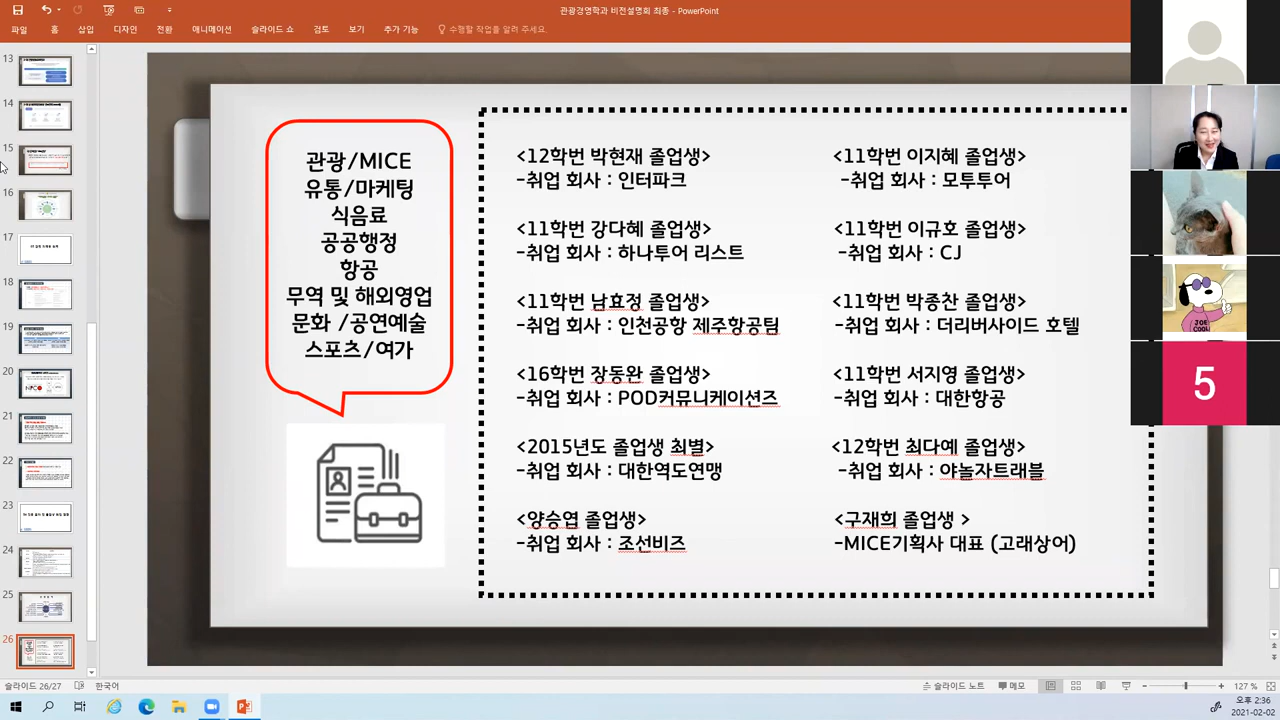 관광경영학과 비전설명회 최종 - PowerPoint
파일 홈 삽입 디자인 전환 애니메이션 슬라이드 쇼 검토 보기 추가 기능 수행할 작업을 알려 주세요.
13
14
15
16
17
18
19
20
21
22
23
24
25
26
관광/MICE
유통/마케팅
식음료
공공행정
항공
무역 및 해외영업
문화 /공연예술
스포츠/여가
<12학번 박현재 졸업생>
-취업 회사 : 인터파크
<11학번 강다혜 졸업생>
-취업 회사 : 하나투어 리스트
<11학번 남효정 졸업생>
-취업 회사 : 인천공항 제주항공팀
<16학번 장동완 졸업생>
-취업 회사 : POD커뮤니케이션즈
<2015년도 졸업생 최별>
-취업 회사 : 대한역도연맹
<양승엽 졸업생>
-취업 회사 : 조선비즈
<11학번 이지혜 졸업생>
-취업 회사 : 모투투어
<11학번 이규호 졸업생>
-취업 회사 : CJ
<11학번 박종찬 졸업생>
-취업 회사 : 더리버사이드 호텔
<11학번 서지영 졸업생>
-취업 회사 : 대한항공
<12학번 최다예 졸업생>
-취업 회사 : 야놀자트래블
<구재희 졸업생 >
-MICE기획사 대표 (고래상어)
JOE
COOL
5
슬라이드 26/27 한국어
슬라이드 노트 메모 127 %
오후 2:36
2021-02-02